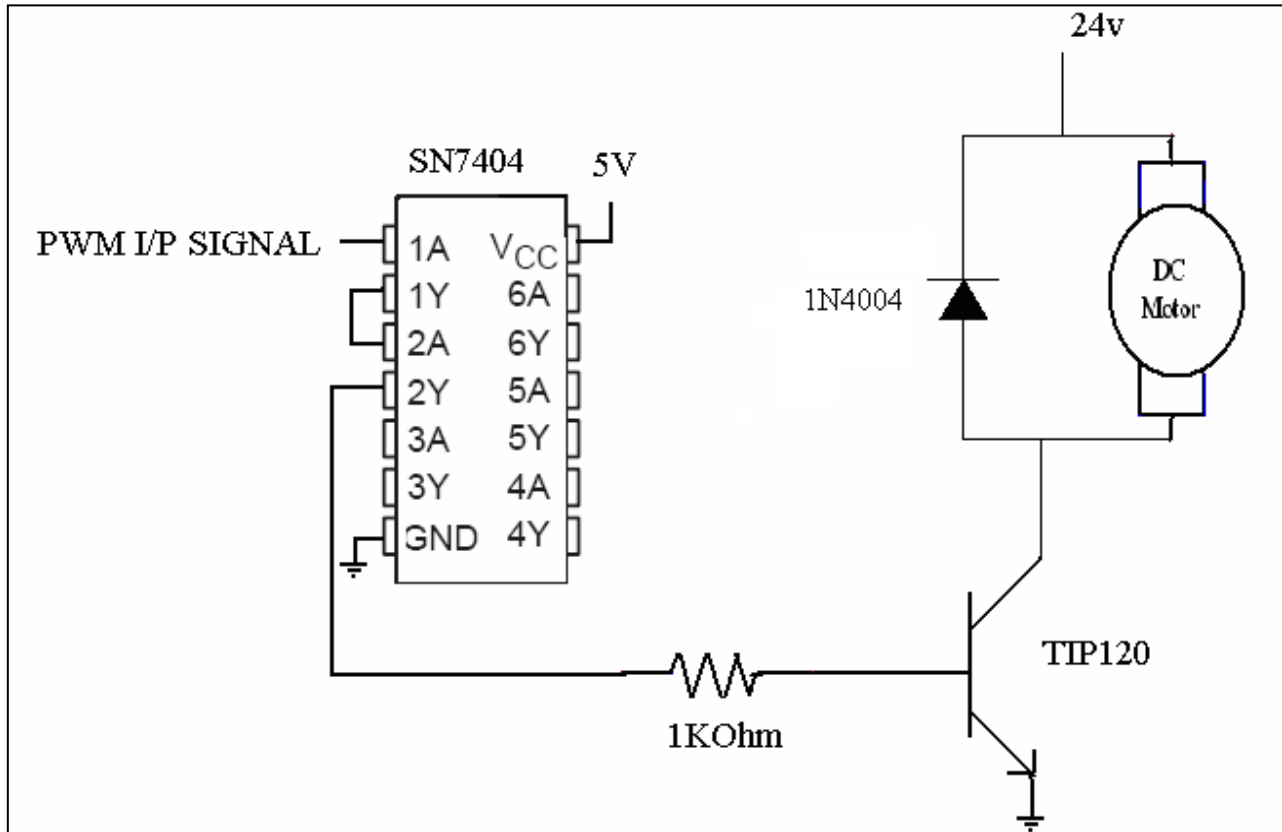 24v
SN7404
5V
PWM I/P SIGNAL
1A VCC
1Y 6A
2A 6Y
2Y 5A
3A 5Y
3Y 4A
GND 4Y
1N4004
DC
Motor
TIP120
1KOhm